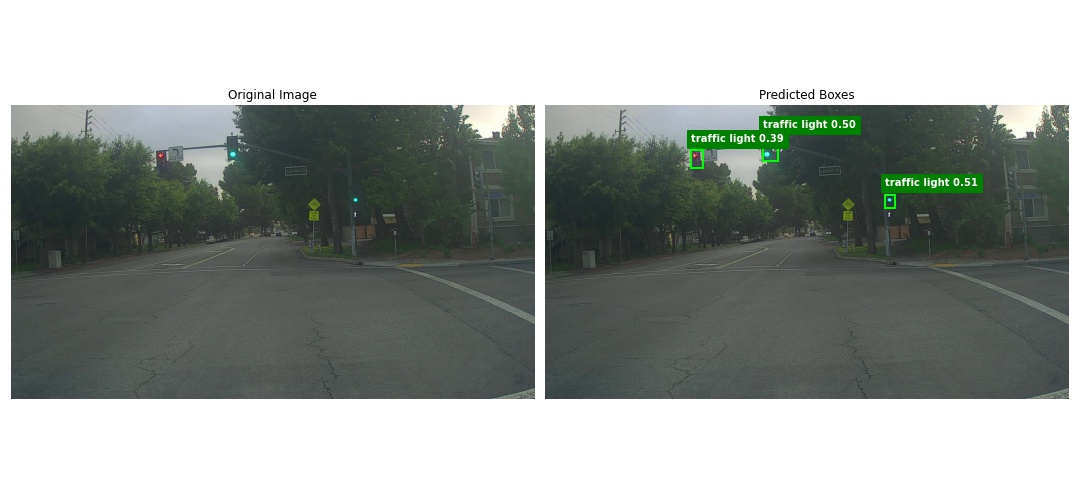 Original Image
Predicted Boxes
traffic light 0.50
traffic light 0.39
traffic light 0.51